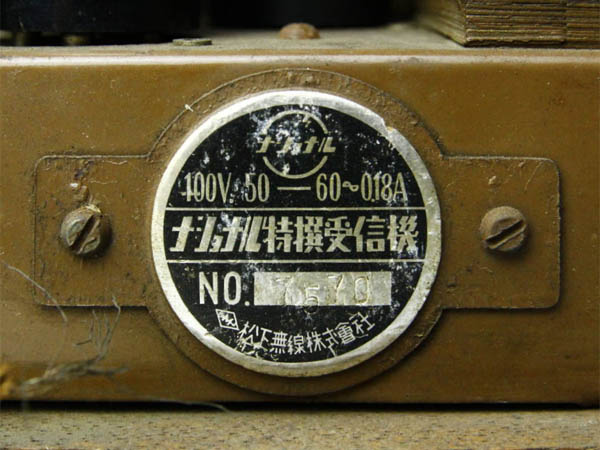 ナショナル
100V 50—60~0.18A
ナショナル特撰受信機
NO. 7570
松下無線株式會社